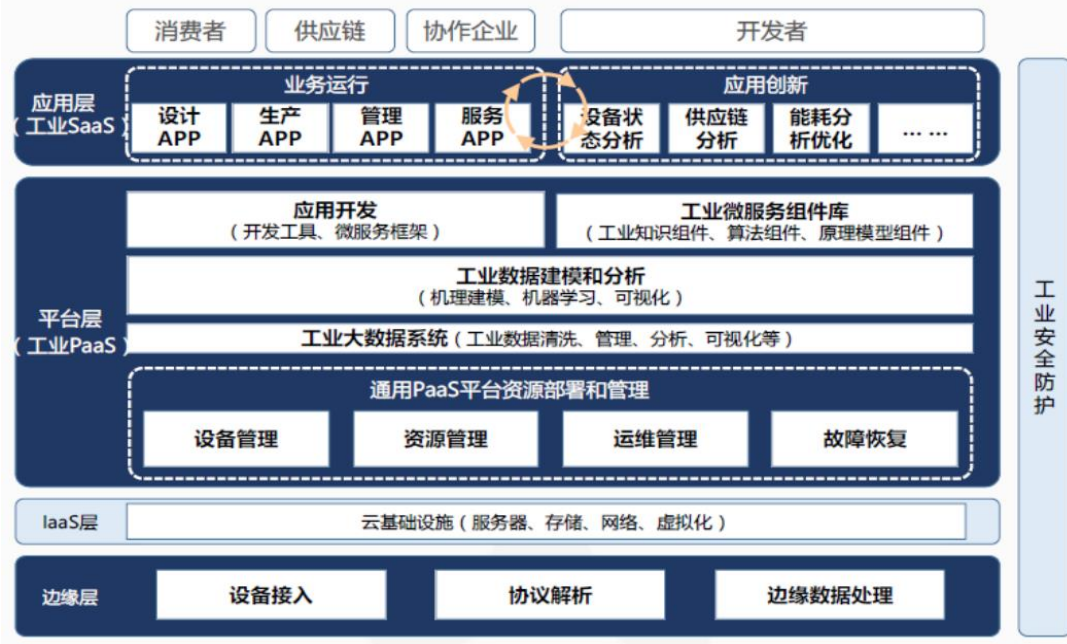 消费者 供应链 协作企业 开发者
应用层
（工业SaaS）
业务运行
设计
APP
生产
APP
管理
APP
服务
APP
应用创新
设备状
态分析
供应链
分析
能耗分
析优化
... ...
平台层
（工业PaaS）
应用开发
（开发工具、微服务框架）
工业微服务组件库
（工业知识组件、算法组件、原理模型组件）
工业数据建模和分析
（机理建模、机器学习、可视化）
工业大数据系统（工业数据清洗、管理、分析、可视化等）
通用PaaS平台资源部署和管理
设备管理 资源管理 运维管理 故障恢复
IaaS层
云基础设施（服务器、存储、网络、虚拟化）
边缘层
设备接入 协议解析 边缘数据处理
工业安全防护